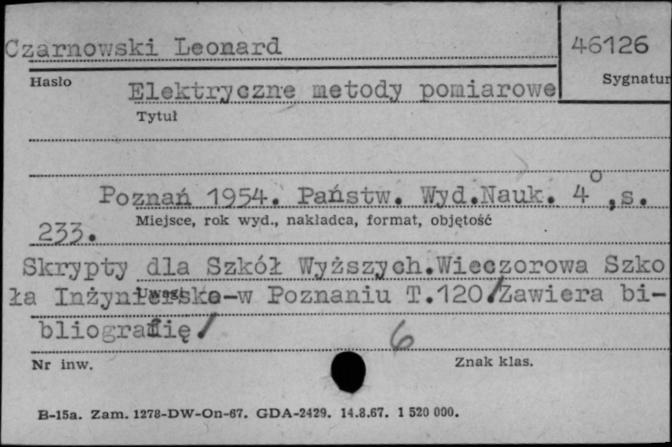 Czarnowski Leonard
46126
Hasło
Sygnatur
Elektryczne metody pomiarowe
Tytuł
Poznań 1954. Państw. Wyd.Nauk. 4⁰,s.
Miejsce, rok wyd., nakładca, format, objętość
233.
Skrypty dla Szkół Wyższych.Wieczorowa Szko
ła Inżynierska-w Poznaniu T.120/Zawiera bi-
Uwagi
bliografię/
6
Nr inw.
Znak klas.
B-15a. Zam. 1278-DW-On-67. GDA-2429. 14.8.67. 1 520 000.